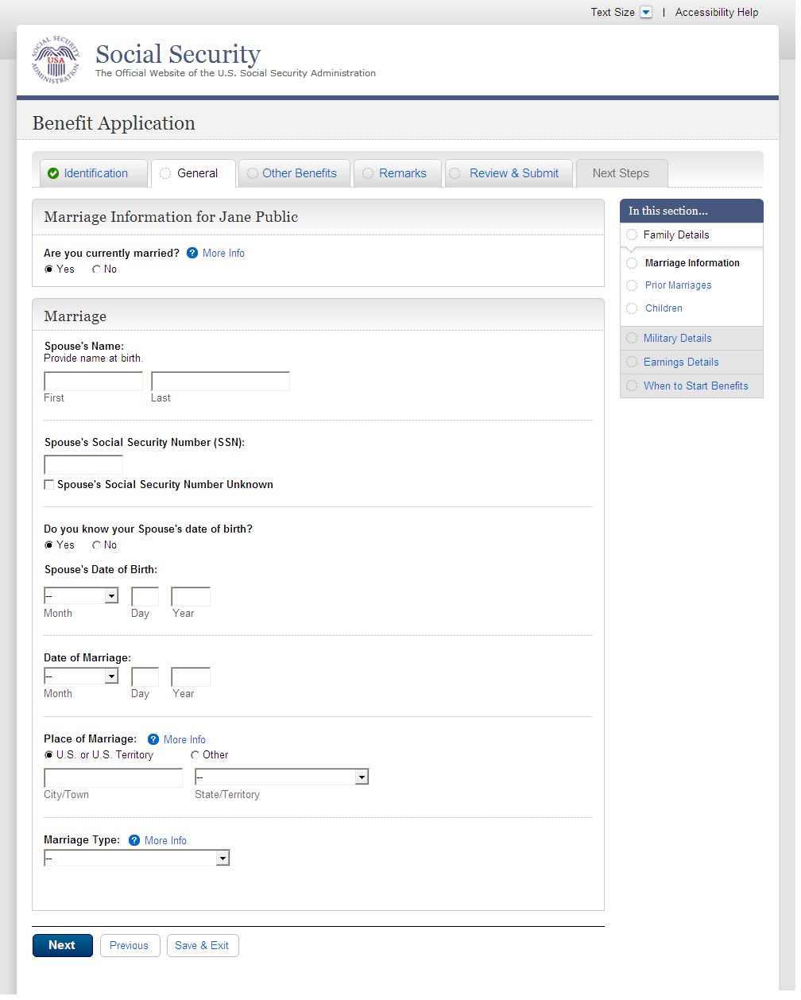 Text Size | Accessibility Help
SOCIAL SECURITY ADMINISTRATION
USA
Social Security
The Official Website of the U.S. Social Security Administration
Benefit Application
Identification General Other Benefits Remarks Review & Submit Next Steps
Marriage Information for Jane Public
Are you currently married? ? More Info
Yes No
Marriage
Spouse's Name:
Provide name at birth.
First Last
Spouse's Social Security Number (SSN):
Spouse's Social Security Number Unknown
Do you know your Spouse's date of birth?
Yes No
Spouse's Date of Birth:
--
Month Day Year
Date of Marriage:
--
Month Day Year
Place of Marriage: ? More Info
U.S. or U.S. Territory Other
--
City/Town State/Territory
Marriage Type: ? More Info
--
Next Previous Save & Exit
In this section...
Family Details
Marriage Information
Prior Marriages
Children
Military Details
Earnings Details
When to Start Benefits